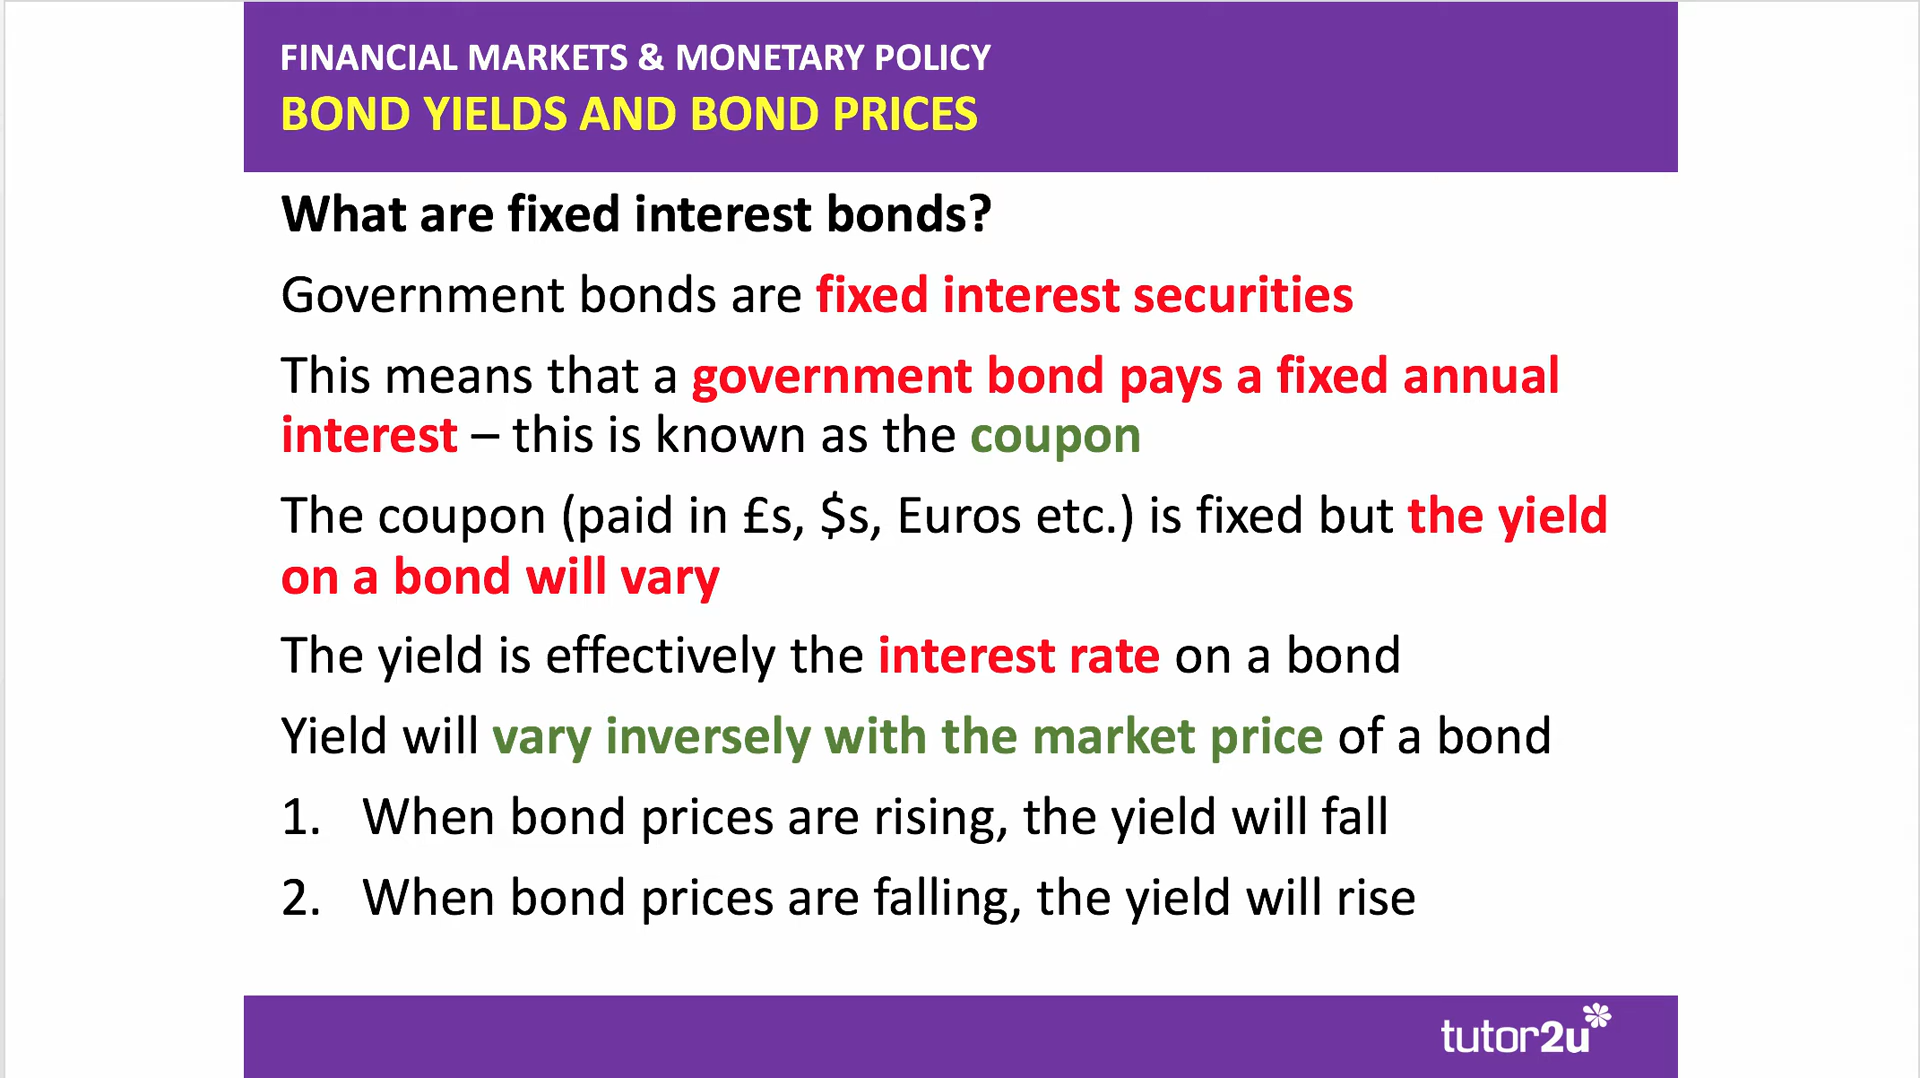 FINANCIAL MARKETS & MONETARY POLICY
BOND YIELDS AND BOND PRICES
What are fixed interest bonds?
Government bonds are fixed interest securities
This means that a government bond pays a fixed annual
interest – this is known as the coupon
The coupon (paid in £s, $s, Euros etc.) is fixed but the yield
on a bond will vary
The yield is effectively the interest rate on a bond
Yield will vary inversely with the market price of a bond
1. When bond prices are rising, the yield will fall
2. When bond prices are falling, the yield will rise
tutor2u